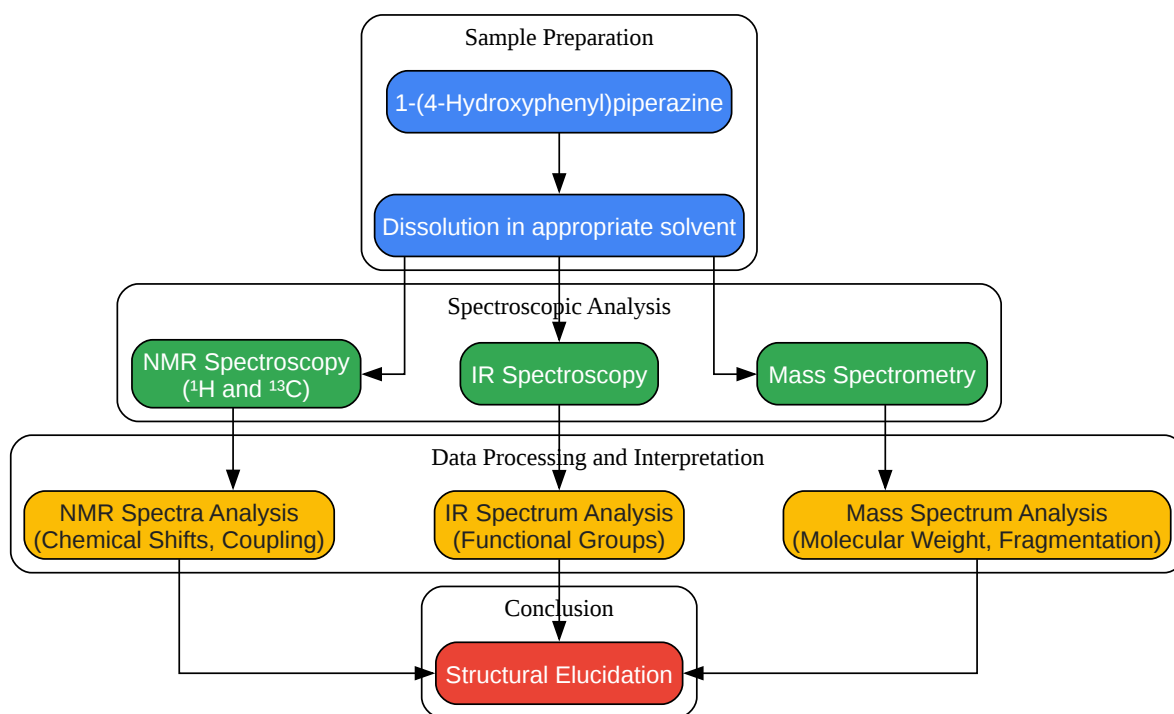 Sample Preparation
1-(4-Hydroxyphenyl)piperazine
Dissolution in appropriate solvent
Spectroscopic Analysis
NMR Spectroscopy
(¹H and ¹³C)
IR Spectroscopy
Mass Spectrometry
Data Processing and Interpretation
NMR Spectra Analysis
(Chemical Shifts, Coupling)
IR Spectrum Analysis
(Functional Groups)
Mass Spectrum Analysis
(Molecular Weight, Fragmentation)
Conclusion
Structural Elucidation